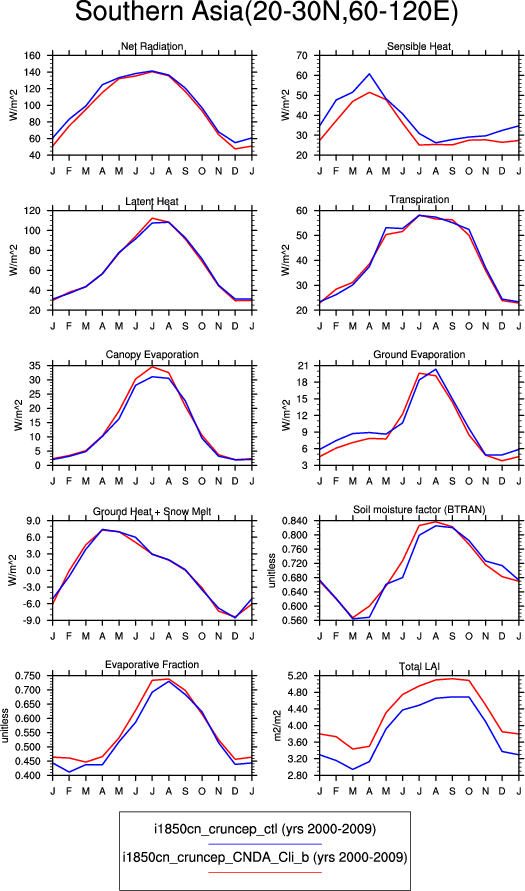 Southern Asia(20-30N,60-120E)
Net Radiation
W/m^2
160
140
120
100
80
60
40
J F M A M J J A S O N D J
Sensible Heat
W/m^2
70
60
50
40
30
20
J F M A M J J A S O N D J
Latent Heat
W/m^2
120
100
80
60
40
20
J F M A M J J A S O N D J
Transpiration
W/m^2
60
50
40
30
20
J F M A M J J A S O N D J
Canopy Evaporation
W/m^2
35
30
25
20
15
10
5
0
J F M A M J J A S O N D J
Ground Evaporation
W/m^2
21
18
15
12
9
6
3
J F M A M J J A S O N D J
Ground Heat + Snow Melt
W/m^2
9.0
6.0
3.0
0.0
-3.0
-6.0
-9.0
J F M A M J J A S O N D J
Soil moisture factor (BTRAN)
unitless
0.840
0.800
0.760
0.720
0.680
0.640
0.600
0.560
J F M A M J J A S O N D J
Evaporative Fraction
unitless
0.750
0.700
0.650
0.600
0.550
0.500
0.450
0.400
J F M A M J J A S O N D J
Total LAI
m2/m2
5.20
4.80
4.40
4.00
3.60
3.20
2.80
J F M A M J J A S O N D J
i1850cn_cruncep_ctl (yrs 2000-2009)
i1850cn_cruncep_CNDA_Cli_b (yrs 2000-2009)